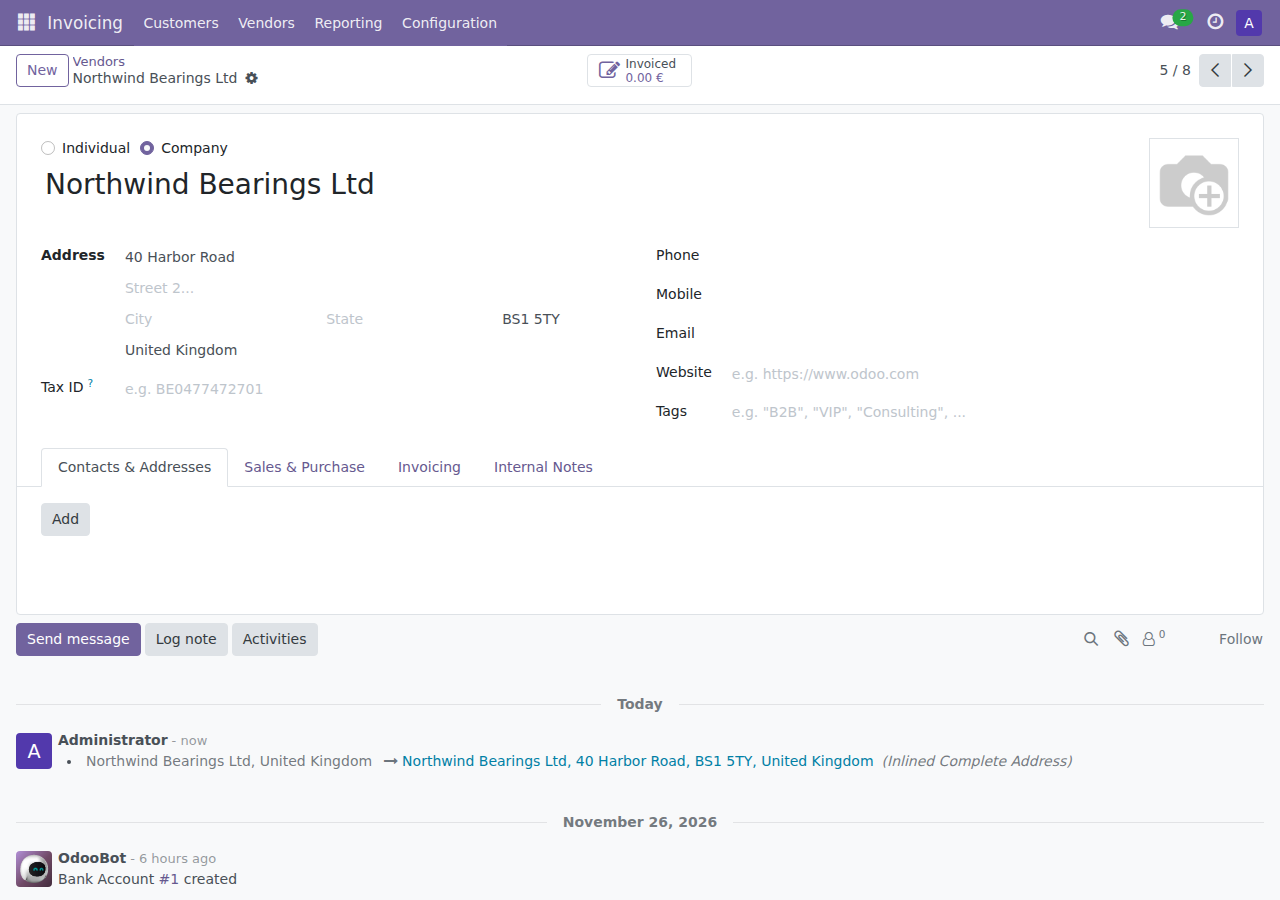 Invoicing Customers Vendors Reporting Configuration 2 A
New Vendors Invoiced 5 / 8
Northwind Bearings Ltd 0.00 €
Individual Company
Northwind Bearings Ltd
Address 40 Harbor Road Phone
Street 2...
Mobile
City State BS1 5TY
Email
United Kingdom
Website e.g. https://www.odoo.com
Tax ID ? e.g. BE0477472701
Tags e.g. "B2B", "VIP", "Consulting", ...
Contacts & Addresses Sales & Purchase Invoicing Internal Notes
Add
Send message Log note Activities 0 Follow
Today
A Administrator - now
• Northwind Bearings Ltd, United Kingdom → Northwind Bearings Ltd, 40 Harbor Road, BS1 5TY, United Kingdom (Inlined Complete Address)
November 26, 2026
OdooBot - 6 hours ago
Bank Account #1 created